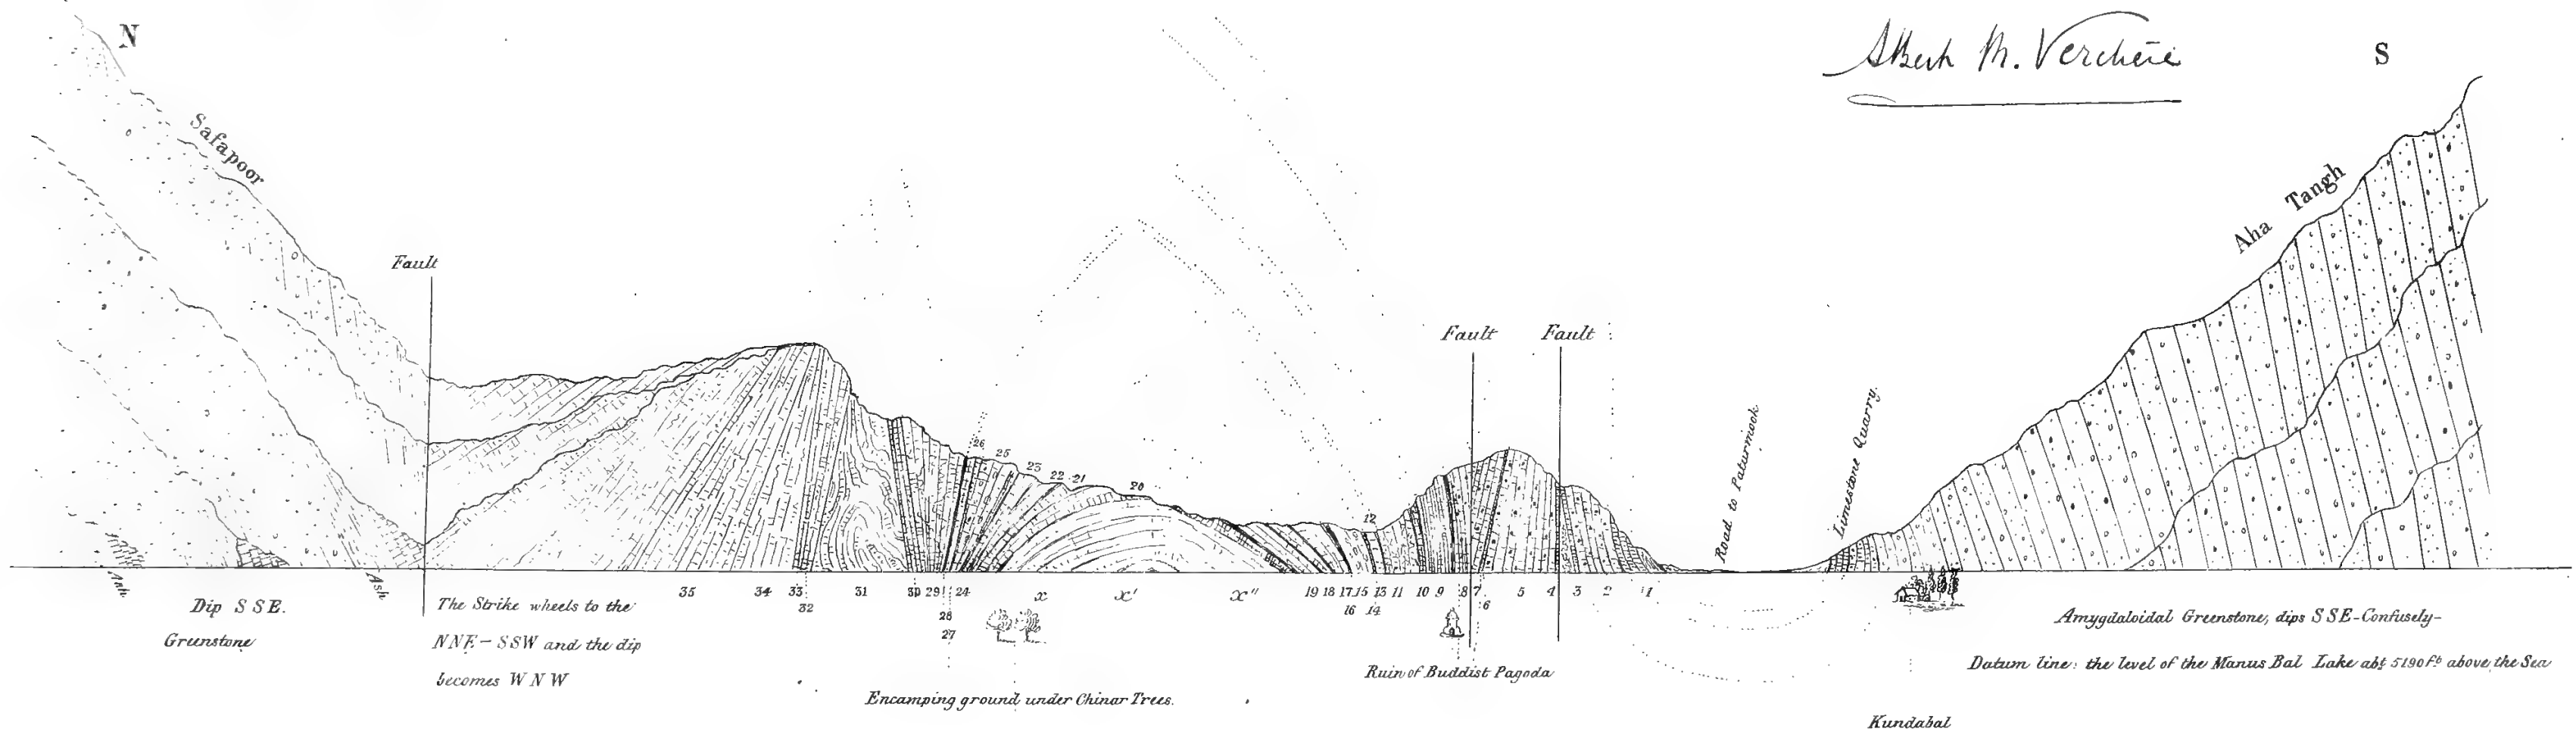 N
Albert M. Verchère
S
Safapoor
Aha Tangh
Fault
Fault
Fault
Road to Paturmook
Limestone Quarry.
26
25
23
22
21
20
12
Ash
Ash
35
34
33
32
31
30
29
28
27
24
x
x'
x''
19
18
17
16
15
14
13
11
10
9
8
7
6
5
4
3
2
1
Dip SSE.
Greenstone
The Strike wheels to the
NNE-SSW and the dip
becomes WNW
Encamping ground under Chinar Trees.
Ruin of Buddist Pagoda
Amygdaloidal Greenstone, dips SSE-Confusely-
Datum line: the level of the Manus Bal Lake abt 5190 ft above the Sea
Kundabal